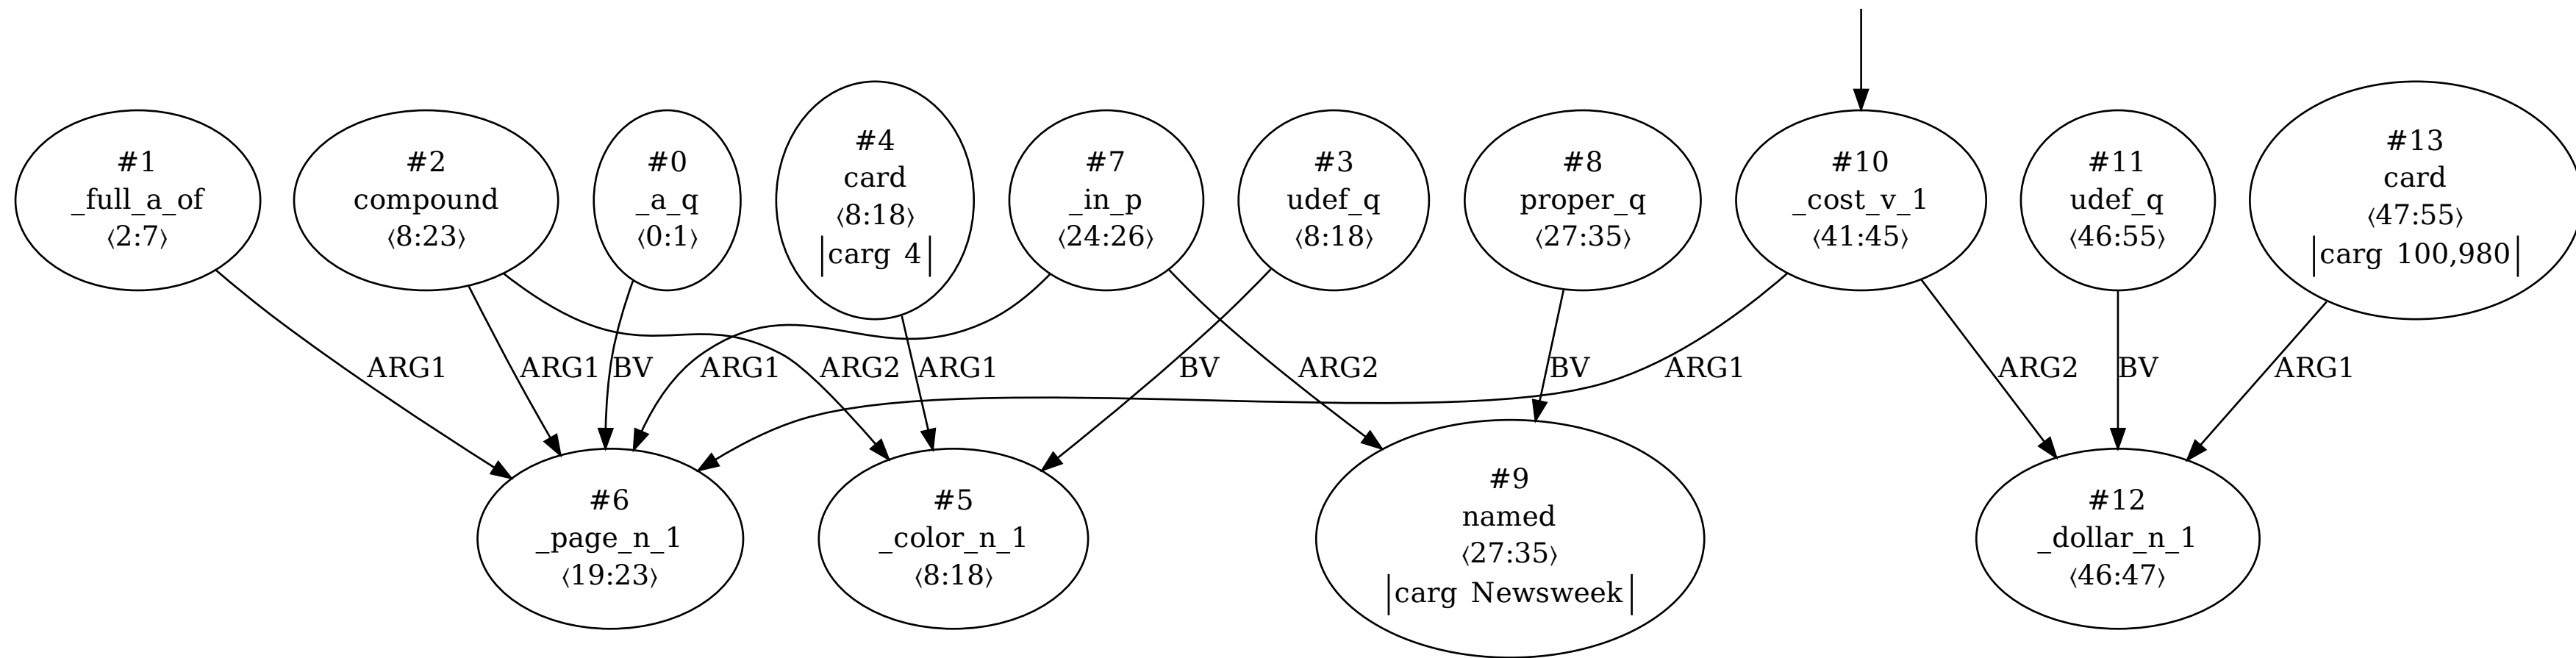 #1
_full_a_of
⟨2:7⟩
#2
compound
⟨8:23⟩
#0
_a_q
⟨0:1⟩
#4
card
⟨8:18⟩
|carg 4|
#7
_in_p
⟨24:26⟩
#3
udef_q
⟨8:18⟩
#8
proper_q
⟨27:35⟩
#10
_cost_v_1
⟨41:45⟩
#11
udef_q
⟨46:55⟩
#13
card
⟨47:55⟩
|carg 100,980|
ARG1
ARG1
BV
ARG1
ARG2
ARG1
BV
ARG2
BV
ARG1
ARG2
BV
ARG1
#6
_page_n_1
⟨19:23⟩
#5
_color_n_1
⟨8:18⟩
#9
named
⟨27:35⟩
|carg Newsweek|
#12
_dollar_n_1
⟨46:47⟩